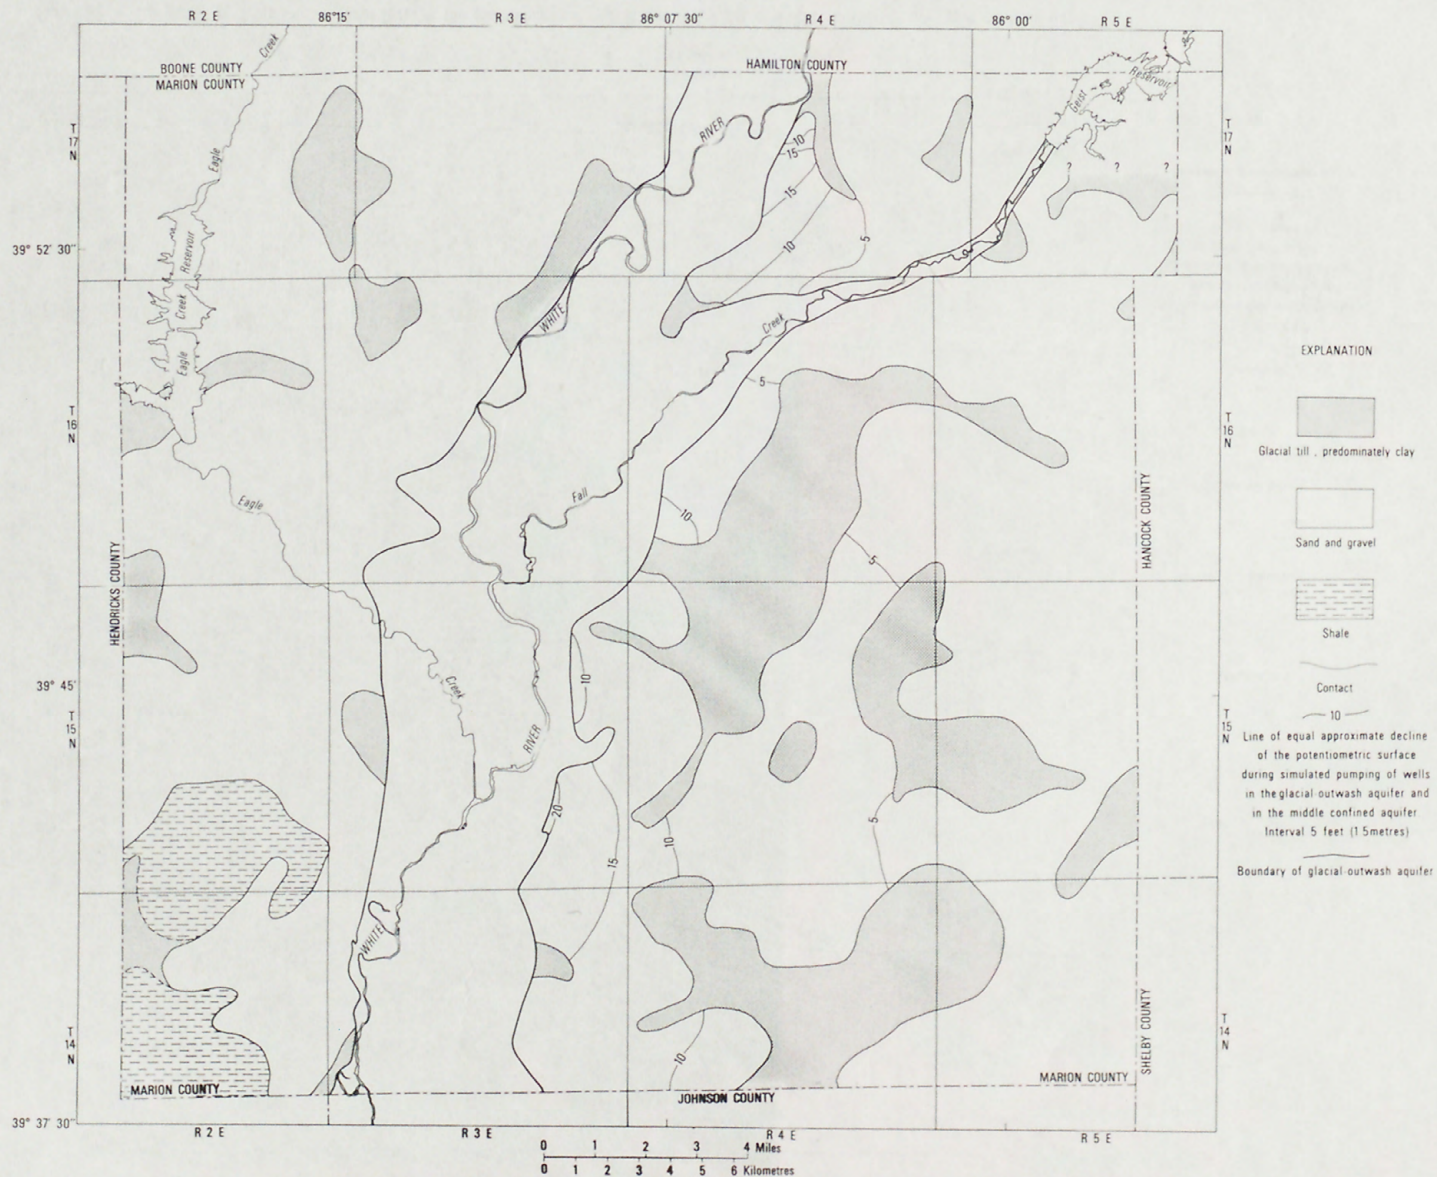 R 2 E
86°15'
R 3 E
86° 07' 30"
R 4 E
86° 00'
R 5 E
BOONE COUNTY
MARION COUNTY
HAMILTON COUNTY
Creek
Eagle
RIVER
Geist
Reservoir
T
17
N
T
17
N
10
15
15
10
5
? ? ?
39° 52' 30"
Reservoir
Creek
Eagle
WHITE
Creek
5
T
16
N
T
16
N
Eagle
Fall
10
5
HENDRICKS COUNTY
HANCOCK COUNTY
39° 45'
T
15
N
T
15
N
Creek
10
RIVER
20
15
10
5
WHITE
T
14
N
T
14
N
10
SHELBY COUNTY
MARION COUNTY
MARION COUNTY
JOHNSON COUNTY
39° 37' 30"
R 2 E
R 3 E
R 4 E
R 5 E
0 1 2 3 4 Miles
0 1 2 3 4 5 6 Kilometres
EXPLANATION
Glacial till , predominately clay
Sand and gravel
Shale
Contact
10
Line of equal approximate decline
of the potentiometric surface
during simulated pumping of wells
in the glacial-outwash aquifer and
in the middle confined aquifer
Interval 5 feet (1.5metres)
Boundary of glacial-outwash aquifer